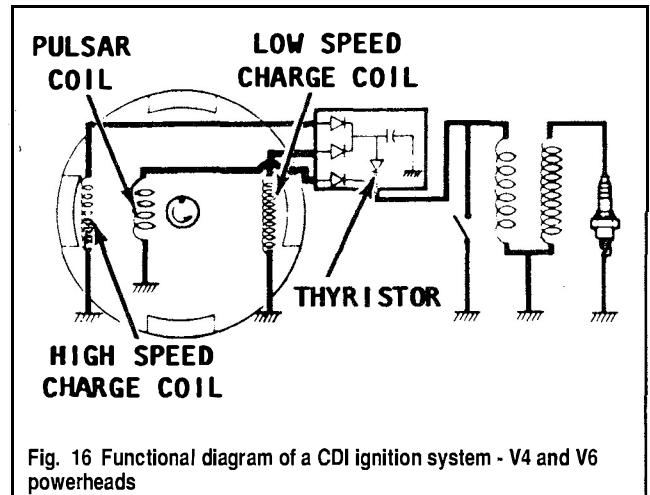 PULSAR
COIL
LOW SPEED
CHARGE COIL
THYRISTOR
HIGH SPEED
CHARGE COIL
Fig. 16 Functional diagram of a CDI ignition system - V4 and V6
powerheads